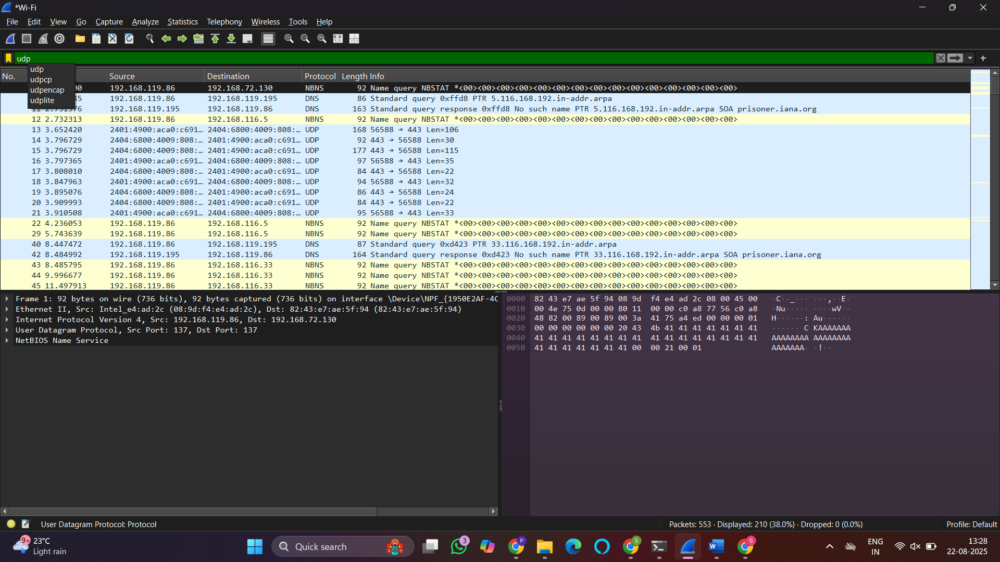 *Wi-Fi
File Edit View Go Capture Analyze Statistics Telephony Wireless Tools Help
udp
udp
udpcp
udpencap
udplite
No. Source Destination Protocol Length Info
00 192.168.119.86 192.168.72.130 NBNS 92 Name query NBSTAT *<00><00><00><00><00><00><00><00><00><00><00><00><00><00><00>
45 192.168.119.86 192.168.119.195 DNS 86 Standard query 0xffd8 PTR 5.116.168.192.in-addr.arpa
11 2.731576 192.168.119.195 192.168.119.86 DNS 163 Standard query response 0xffd8 No such name PTR 5.116.168.192.in-addr.arpa SOA prisoner.iana.org
12 2.732313 192.168.119.86 192.168.116.5 NBNS 92 Name query NBSTAT *<00><00><00><00><00><00><00><00><00><00><00><00><00><00><00>
13 3.652420 2401:4900:aca0:c691… 2404:6800:4009:808:… UDP 168 56588 → 443 Len=106
14 3.796729 2404:6800:4009:808:… 2401:4900:aca0:c691… UDP 92 443 → 56588 Len=30
15 3.796729 2404:6800:4009:808:… 2401:4900:aca0:c691… UDP 177 443 → 56588 Len=115
16 3.797365 2401:4900:aca0:c691… 2404:6800:4009:808:… UDP 97 56588 → 443 Len=35
17 3.808010 2404:6800:4009:808:… 2401:4900:aca0:c691… UDP 84 443 → 56588 Len=22
18 3.847963 2401:4900:aca0:c691… 2404:6800:4009:808:… UDP 94 56588 → 443 Len=32
19 3.895076 2404:6800:4009:808:… 2401:4900:aca0:c691… UDP 86 443 → 56588 Len=24
20 3.909993 2404:6800:4009:808:… 2401:4900:aca0:c691… UDP 84 443 → 56588 Len=22
21 3.910508 2401:4900:aca0:c691… 2404:6800:4009:808:… UDP 95 56588 → 443 Len=33
22 4.236053 192.168.119.86 192.168.116.5 NBNS 92 Name query NBSTAT *<00><00><00><00><00><00><00><00><00><00><00><00><00><00><00>
29 5.743639 192.168.119.86 192.168.116.5 NBNS 92 Name query NBSTAT *<00><00><00><00><00><00><00><00><00><00><00><00><00><00><00>
40 8.447472 192.168.119.86 192.168.119.195 DNS 87 Standard query 0xd423 PTR 33.116.168.192.in-addr.arpa
42 8.484992 192.168.119.195 192.168.119.86 DNS 164 Standard query response 0xd423 No such name PTR 33.116.168.192.in-addr.arpa SOA prisoner.iana.org
43 8.485795 192.168.119.86 192.168.116.33 NBNS 92 Name query NBSTAT *<00><00><00><00><00><00><00><00><00><00><00><00><00><00><00>
44 9.996677 192.168.119.86 192.168.116.33 NBNS 92 Name query NBSTAT *<00><00><00><00><00><00><00><00><00><00><00><00><00><00><00>
45 11.497913 192.168.119.86 192.168.116.33 NBNS 92 Name query NBSTAT *<00><00><00><00><00><00><00><00><00><00><00><00><00><00><00>
Frame 1: 92 bytes on wire (736 bits), 92 bytes captured (736 bits) on interface \Device\NPF_{1950E2AF-4C
Ethernet II, Src: Intel_e4:ad:2c (08:9d:f4:e4:ad:2c), Dst: 82:43:e7:ae:5f:94 (82:43:e7:ae:5f:94)
Internet Protocol Version 4, Src: 192.168.119.86, Dst: 192.168.72.130
User Datagram Protocol, Src Port: 137, Dst Port: 137
NetBIOS Name Service
0000 82 43 e7 ae 5f 94 08 9d f4 e4 ad 2c 08 00 45 00 ·C··_··· ···,··E·
0010 00 4e 75 0d 00 00 80 11 00 00 c0 a8 77 56 c0 a8 ·Nu····· ····wV··
0020 48 82 00 89 00 89 00 3a 41 75 a4 ed 00 00 00 01 H······: Au······
0030 00 00 00 00 00 00 20 43 4b 41 41 41 41 41 41 41 ······ C KAAAAAAA
0040 41 41 41 41 41 41 41 41 41 41 41 41 41 41 41 41 AAAAAAAA AAAAAAAA
0050 41 41 41 41 41 41 41 00 00 21 00 01 AAAAAAA· ·!··
User Datagram Protocol: Protocol
Packets: 553 · Displayed: 210 (38.0%) · Dropped: 0 (0.0%)
Profile: Default
9+
23°C
Light rain
Quick search
3
P
S
S
ENG
IN
13:28
22-08-2025